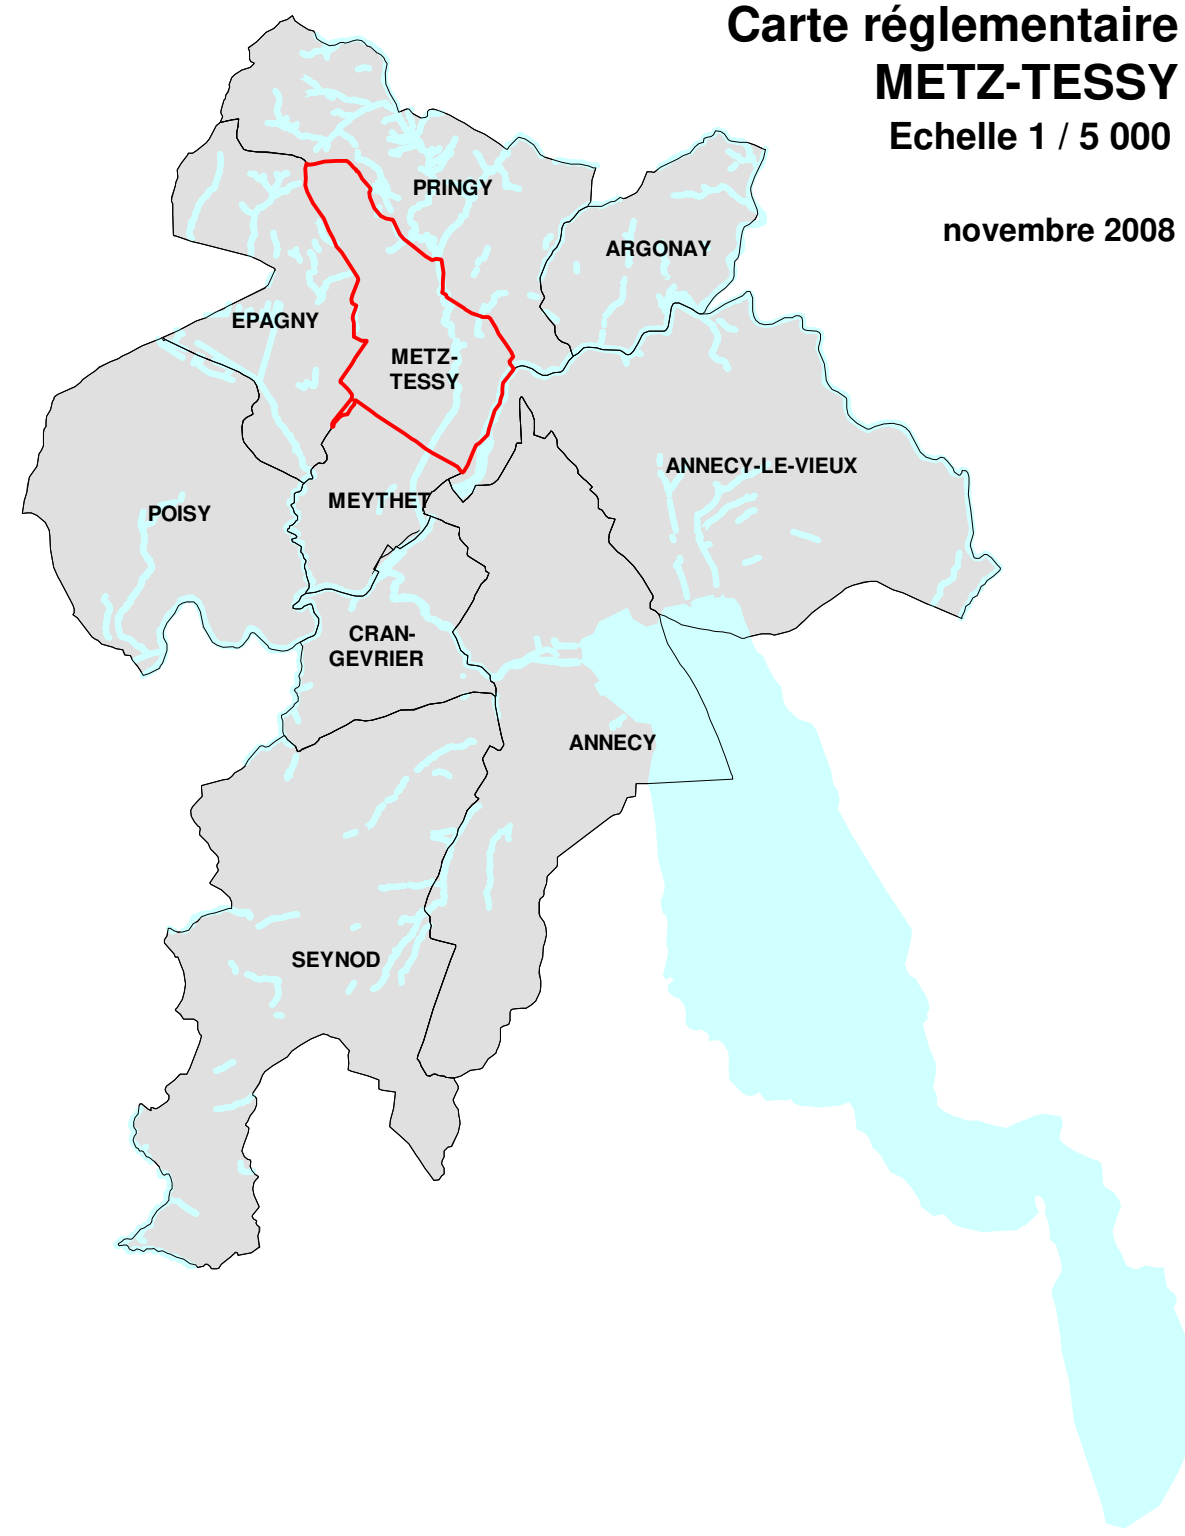 Carte réglementaire
METZ-TESSY
Echelle 1 / 5 000
novembre 2008
PRINGY
ARGONAY
EPAGNY
METZ-
TESSY
ANNECY-LE-VIEUX
MEYTHET
POISY
CRAN-
GEVRIER
ANNECY
SEYNOD